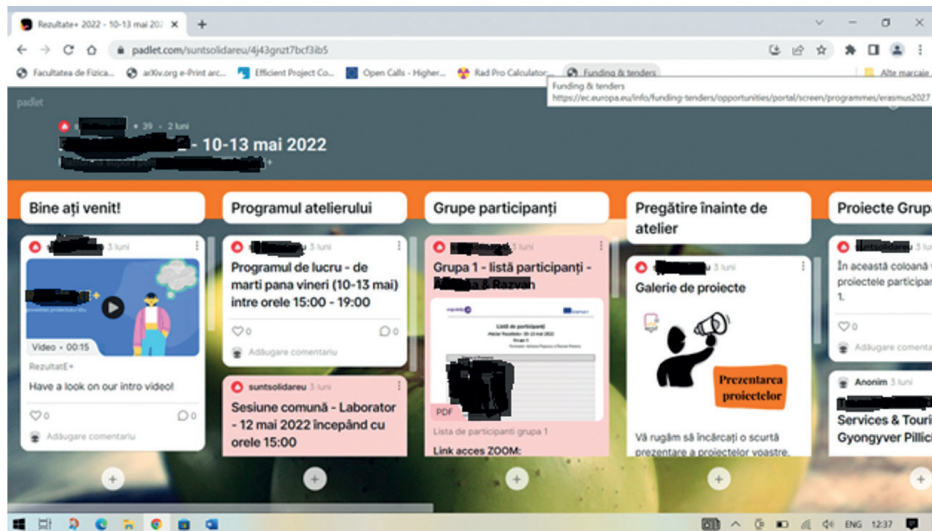 Rezultate+ 2022 - 10-13 mai 202
padlet.com/suntsolidareu/4j43gnzt7bcf3ib5
Facultatea de Fizica...
arXiv.org e-Print arc...
Efficient Project Co...
Open Calls - Higher...
Rad Pro Calculator:...
Funding & tenders
Alte marcaje
Funding & tenders
https://ec.europa.eu/info/funding-tenders/opportunities/portal/screen/programmes/erasmus2027
padlet
+ 39 - 2 luni
- 10-13 mai 2022
Bine ați venit!
3 luni
Video • 00:15
RezultatE+
Have a look on our intro video!
0 0
Adăugare comentariu
Programul atelierului
3 luni
Programul de lucru - de
marti pana vineri (10-13 mai)
intre orele 15:00 - 19:00
0 0
Adăugare comentariu
suntsolidareu 3 luni
Sesiune comună - Laborator
- 12 mai 2022 începând cu
orele 15:00
Grupe participanți
3 luni
Grupa 1 - listă participanți -
& Razvan
Listă de participanți
PDF
Lista de participanti grupa 1
Link acces ZOOM:
Pregătire înainte de
atelier
3 luni
Galerie de proiecte
Prezentarea
proiectelor
Vă rugăm să încărcați o scurtă
prezentare a proiectelor voastre.
Proiecte Grupa
3 lu
În această coloană
proiectele participan
1.
0
Adăugare comenta
Anonim 3 luni
Services & Touri
Gyongyver Pillici
ENG 12:37